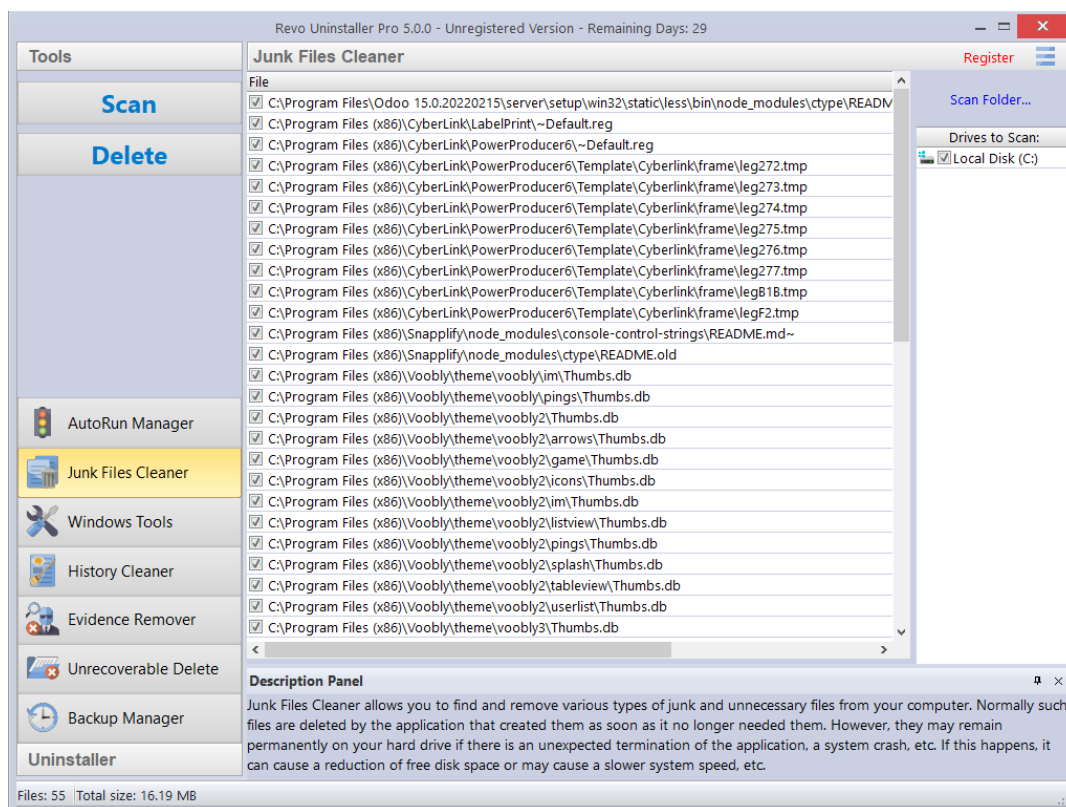 Revo Uninstaller Pro 5.0.0 - Unregistered Version - Remaining Days: 29
Tools
Junk Files Cleaner
Register
Scan
Delete
File
C:\Program Files\Odoo 15.0.20220215\server\setup\win32\static\less\bin\node_modules\ctype\READM
C:\Program Files (x86)\CyberLink\LabelPrint\~Default.reg
C:\Program Files (x86)\CyberLink\PowerProducer6\~Default.reg
C:\Program Files (x86)\CyberLink\PowerProducer6\Template\Cyberlink\frame\leg272.tmp
C:\Program Files (x86)\CyberLink\PowerProducer6\Template\Cyberlink\frame\leg273.tmp
C:\Program Files (x86)\CyberLink\PowerProducer6\Template\Cyberlink\frame\leg274.tmp
C:\Program Files (x86)\CyberLink\PowerProducer6\Template\Cyberlink\frame\leg275.tmp
C:\Program Files (x86)\CyberLink\PowerProducer6\Template\Cyberlink\frame\leg276.tmp
C:\Program Files (x86)\CyberLink\PowerProducer6\Template\Cyberlink\frame\leg277.tmp
C:\Program Files (x86)\CyberLink\PowerProducer6\Template\Cyberlink\frame\legB1B.tmp
C:\Program Files (x86)\CyberLink\PowerProducer6\Template\Cyberlink\frame\legF2.tmp
C:\Program Files (x86)\Snapplify\node_modules\console-control-strings\README.md~
C:\Program Files (x86)\Snapplify\node_modules\ctype\README.old
C:\Program Files (x86)\Voobly\theme\voobly\im\Thumbs.db
C:\Program Files (x86)\Voobly\theme\voobly\pings\Thumbs.db
C:\Program Files (x86)\Voobly\theme\voobly2\Thumbs.db
C:\Program Files (x86)\Voobly\theme\voobly2\arrows\Thumbs.db
C:\Program Files (x86)\Voobly\theme\voobly2\game\Thumbs.db
C:\Program Files (x86)\Voobly\theme\voobly2\icons\Thumbs.db
C:\Program Files (x86)\Voobly\theme\voobly2\im\Thumbs.db
C:\Program Files (x86)\Voobly\theme\voobly2\listview\Thumbs.db
C:\Program Files (x86)\Voobly\theme\voobly2\pings\Thumbs.db
C:\Program Files (x86)\Voobly\theme\voobly2\splash\Thumbs.db
C:\Program Files (x86)\Voobly\theme\voobly2\tableview\Thumbs.db
C:\Program Files (x86)\Voobly\theme\voobly2\userlist\Thumbs.db
C:\Program Files (x86)\Voobly\theme\voobly3\Thumbs.db
Scan Folder...
Drives to Scan:
Local Disk (C:)
AutoRun Manager
Junk Files Cleaner
Windows Tools
History Cleaner
Evidence Remover
Unrecoverable Delete
Backup Manager
Uninstaller
Description Panel
Junk Files Cleaner allows you to find and remove various types of junk and unnecessary files from your computer. Normally such
files are deleted by the application that created them as soon as it no longer needed them. However, they may remain
permanently on your hard drive if there is an unexpected termination of the application, a system crash, etc. If this happens, it
can cause a reduction of free disk space or may cause a slower system speed, etc.
Files: 55 Total size: 16.19 MB